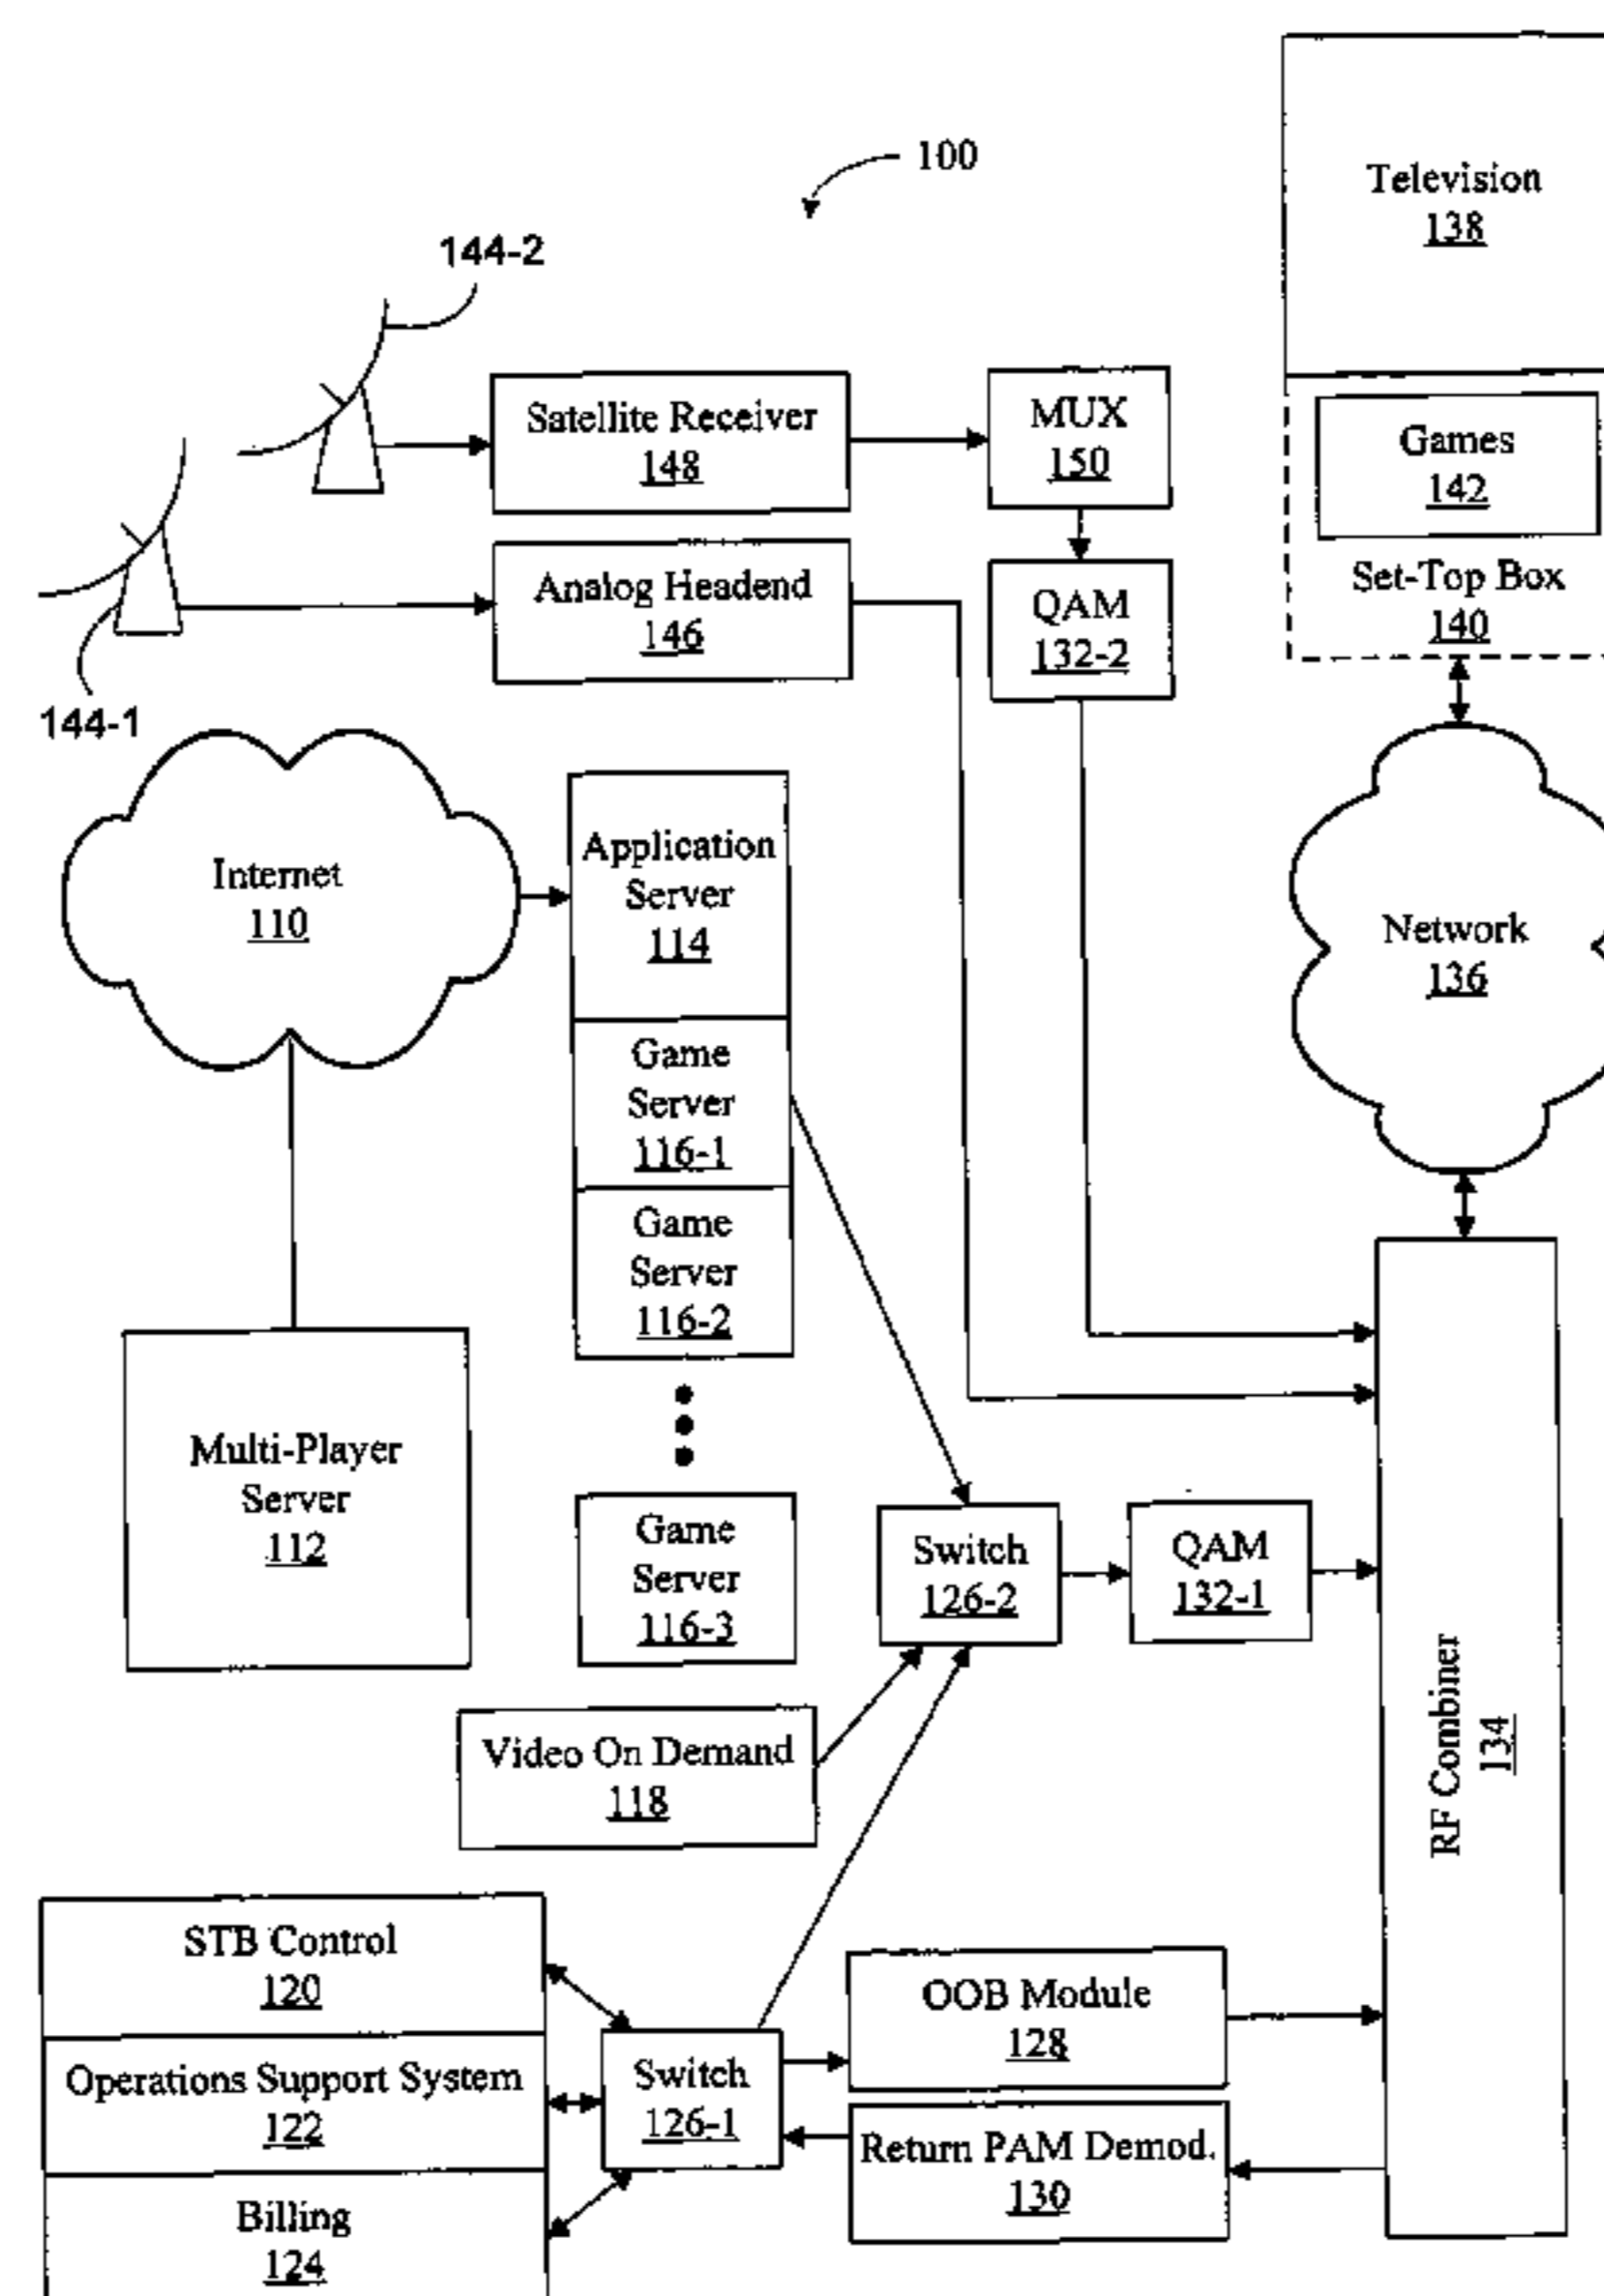 100
Television
138
144-2
Satellite Receiver
148
MUX
150
Games
142
Analog Headend
146
QAM
132-2
Set-Top Box
140
144-1
Internet
110
Application
Server
114
Network
136
Game
Server
116-1
Game
Server
116-2
Multi-Player
Server
112
Game
Server
116-3
Switch
126-2
QAM
132-1
RF Combiner
134
Video On Demand
118
STB Control
120
OOB Module
128
Operations Support System
122
Switch
126-1
Return PAM Demod.
130
Billing
124